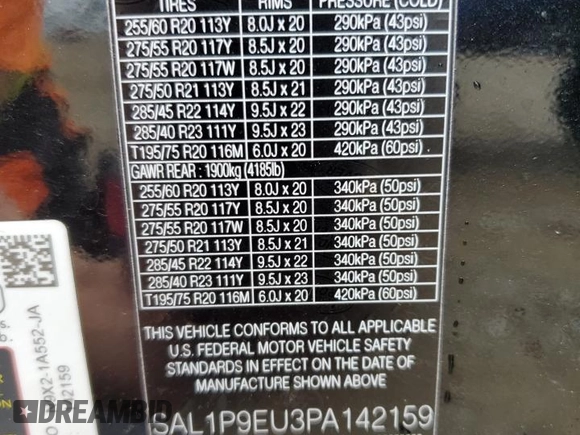 TIRES RIMS PRESSURE (COLD)
255/60 R20 113Y 8.0J x 20 290kPa (43psi)
275/55 R20 117Y 8.5J x 20 290kPa (43psi)
275/55 R20 117W 8.5J x 20 290kPa (43psi)
275/50 R21 113Y 8.5J x 21 290kPa (43psi)
285/45 R22 114Y 9.5J x 22 290kPa (43psi)
285/40 R23 111Y 9.5J x 23 290kPa (43psi)
T195/75 R20 116M 6.0J x 20 420kPa (60psi)
GAWR REAR : 1900kg (4185lb)
255/60 R20 113Y 8.0J x 20 340kPa (50psi)
275/55 R20 117Y 8.5J x 20 340kPa (50psi)
275/55 R20 117W 8.5J x 20 340kPa (50psi)
275/50 R21 113Y 8.5J x 21 340kPa (50psi)
285/45 R22 114Y 9.5J x 22 340kPa (50psi)
285/40 R23 111Y 9.5J x 23 340kPa (50psi)
T195/75 R20 116M 6.0J x 20 420kPa (60psi)
THIS VEHICLE CONFORMS TO ALL APPLICABLE
U.S. FEDERAL MOTOR VEHICLE SAFETY
STANDARDS IN EFFECT ON THE DATE OF
MANUFACTURE SHOWN ABOVE
SAL1P9EU3PA142159
X2-1A552-JA
42159
DREAMBID